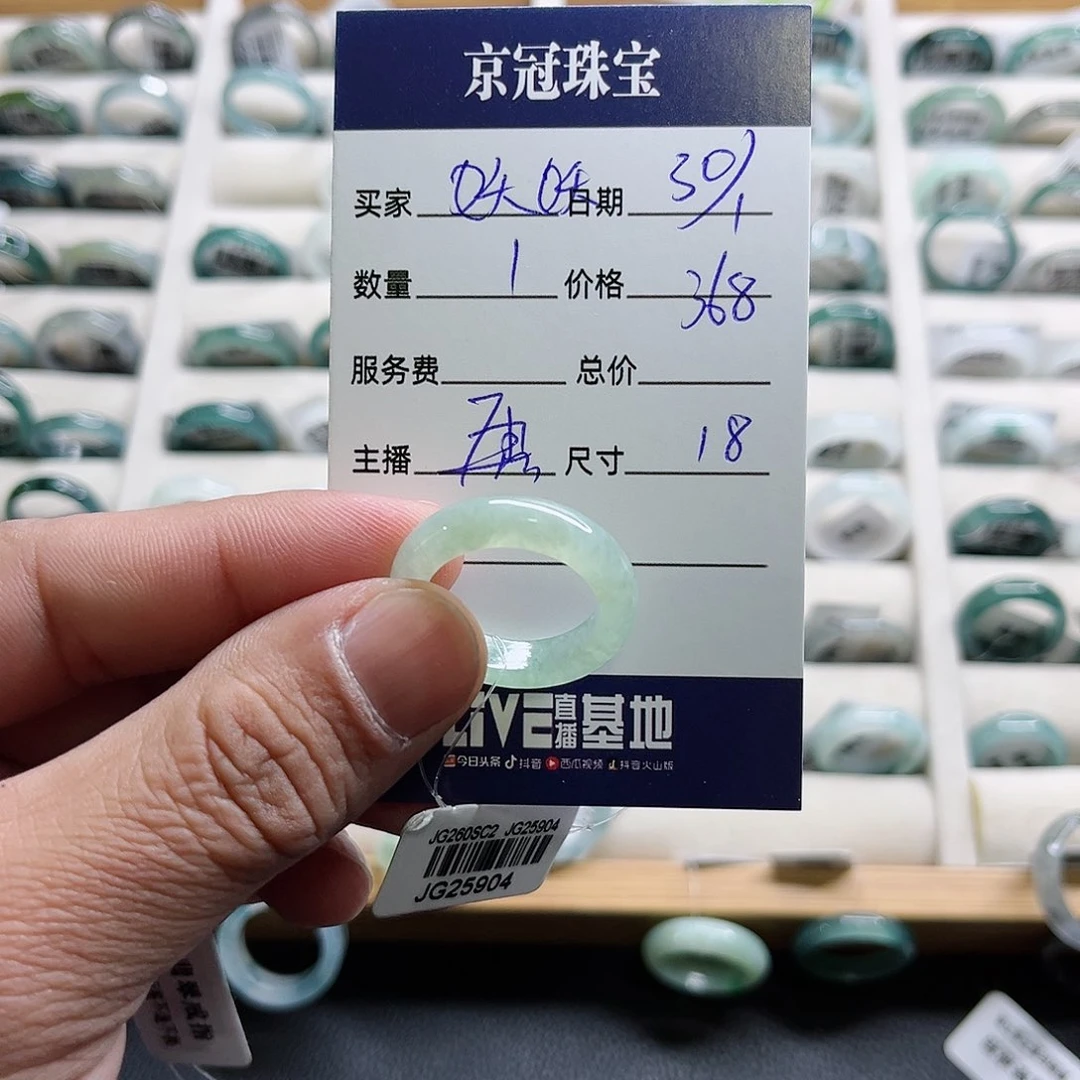 京冠珠宝
买家 日期 30/1
数量 1 价格 368
服务费 总价
主播 唐 尺寸 18
LIVE 直播 基地
今日头条 抖音 西瓜视频 抖音火山版
JG260SC2 JG25904
JG25904